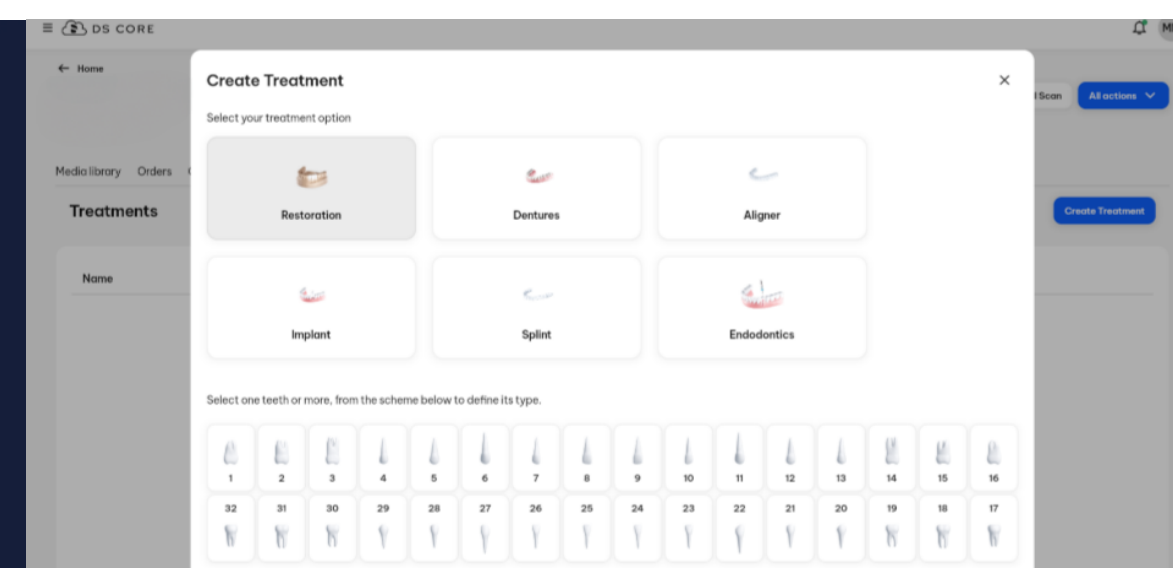 DS CORE
M
← Home
Create Treatment
Scan
All actions
Select your treatment option
Media library Orders
Restoration
Dentures
Aligner
Treatments
Create Treatment
Name
Implant
Splint
Endodontics
Select one teeth or more, from the scheme below to define its type.
1 2 3 4 5 6 7 8 9 10 11 12 13 14 15 16
32 31 30 29 28 27 26 25 24 23 22 21 20 19 18 17